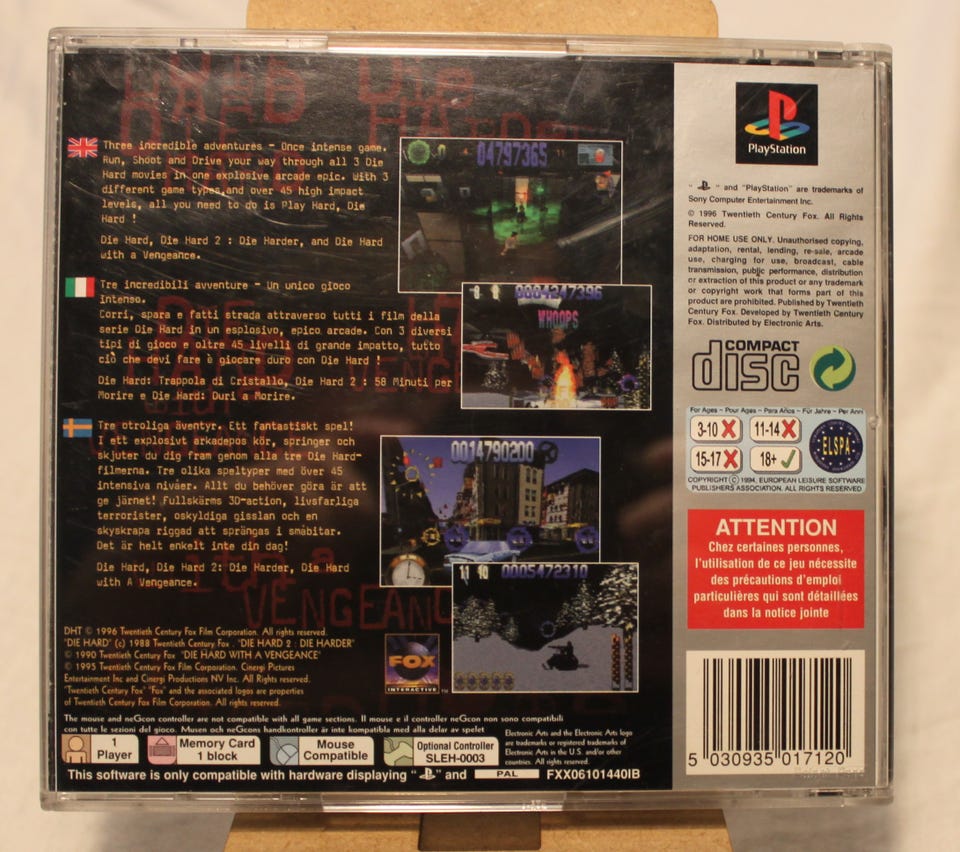 Three incredible adventures - Once intense game.
Run, Shoot and Drive your way through all 3 Die
Hard movies in one explosive arcade epic. With 3
different game types,and over 45 high impact
levels, all you need to do is Play Hard, Die
Hard !
Die Hard, Die Hard 2 : Die Harder, and Die Hard
with a Vengeance.
Tre incredibili avventure - Un unico gioco
intenso.
Corri, spara e fatti strada attraverso tutti i film della
serie Die Hard in un esplosivo, epico arcade. Con 3 diversi
tipi di gioco e oltre 45 livelli di grande impatto, tutto
ciò che devi fare è giocare duro con Die Hard !
Die Hard: Trappola di Cristallo, Die Hard 2 : 58 Minuti per
Morire e Die Hard: Duri a Morire.
Tre otroliga äventyr. Ett fantastiskt spel!
I ett explosivt arkadepos kör, springer och
skjuter du dig fram genom alla tre Die Hard-
filmerna. Tre olika speltyper med över 45
intensiva nivåer. Allt du behöver göra är att
ge järnet! Fullskärms 3D-action, livsfarliga
terrorister, oskyldiga gisslan och en
skyskrapa riggad att sprängas i småbitar.
Det är helt enkelt inte din dag!
Die Hard, Die Hard 2: Die Harder, Die Hard
with A Vengeance.
04797365
0004247396
WHOOPS
0014790200
11 10 0005472310
VENGEANC
DHT © 1996 Twentieth Century Fox Film Corporation. All rights reserved.
"DIE HARD" (c) 1988 Twentieth Century Fox . "DIE HARD 2 : DIE HARDER"
© 1990 Twentieth Century Fox "DIE HARD WITH A VENGEANCE"
© 1995 Twentieth Century Fox Film Corporation. Cinergi Pictures
Entertainment Inc and Cinergi Productions NV Inc. All Rights reserved.
"Twentieth Century Fox" "Fox" and the associated logos are properties
of Twentieth Century Fox Film Corporation. All rights reserved.
FOX
INTERACTIVE
TM
The mouse and neGcon controller are not compatible with all game sections. Il mouse e il controller neGcon non sono compatibili
con tutte le sezioni del gioco. Musen och neGcons handkontroller är inte kompatibla med alla delar av spelet
1
Player
Memory Card
1 block
Mouse
Compatible
Optional Controller
SLEH-0003
Electronic Arts and the Electronic Arts logo
are trademarks or registered trademarks of
Electronic Arts in the U.S. and/or other
countries. All rights reserved.
This software is only compatible with hardware displaying " " and PAL FXX06101440IB
PlayStation
" " and "PlayStation" are trademarks of
Sony Computer Entertainment Inc.
© 1996 Twentieth Century Fox. All Rights
Reserved.
FOR HOME USE ONLY. Unauthorised copying,
adaptation, rental, lending, re-sale, arcade
use, charging for use, broadcast, cable
transmission, public performance, distribution
or extraction of this product or any trademark
or copyright work that forms part of this
product are prohibited. Published by Twentieth
Century Fox. Developed by Twentieth Century
Fox. Distributed by Electronic Arts.
COMPACT
disc
For Ages - Pour Ages - Para Años - Für Jahre - Per Anni
3-10 11-14
15-17 18+
ELSPA
COPYRIGHT © 1994, EUROPEAN LEISURE SOFTWARE
PUBLISHERS ASSOCIATION. ALL RIGHTS RESERVED
ATTENTION
Chez certaines personnes,
l'utilisation de ce jeu nécessite
des précautions d'emploi
particulières qui sont détaillées
dans la notice jointe
5 030935 017120